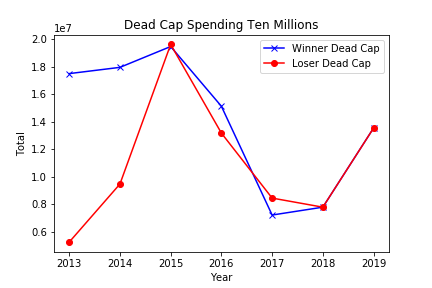 Dead Cap Spending Ten Millions
1e7
2.0
1.8
1.6
1.4
1.2
1.0
0.8
0.6
Total
Winner Dead Cap
Loser Dead Cap
2013 2014 2015 2016 2017 2018 2019
Year